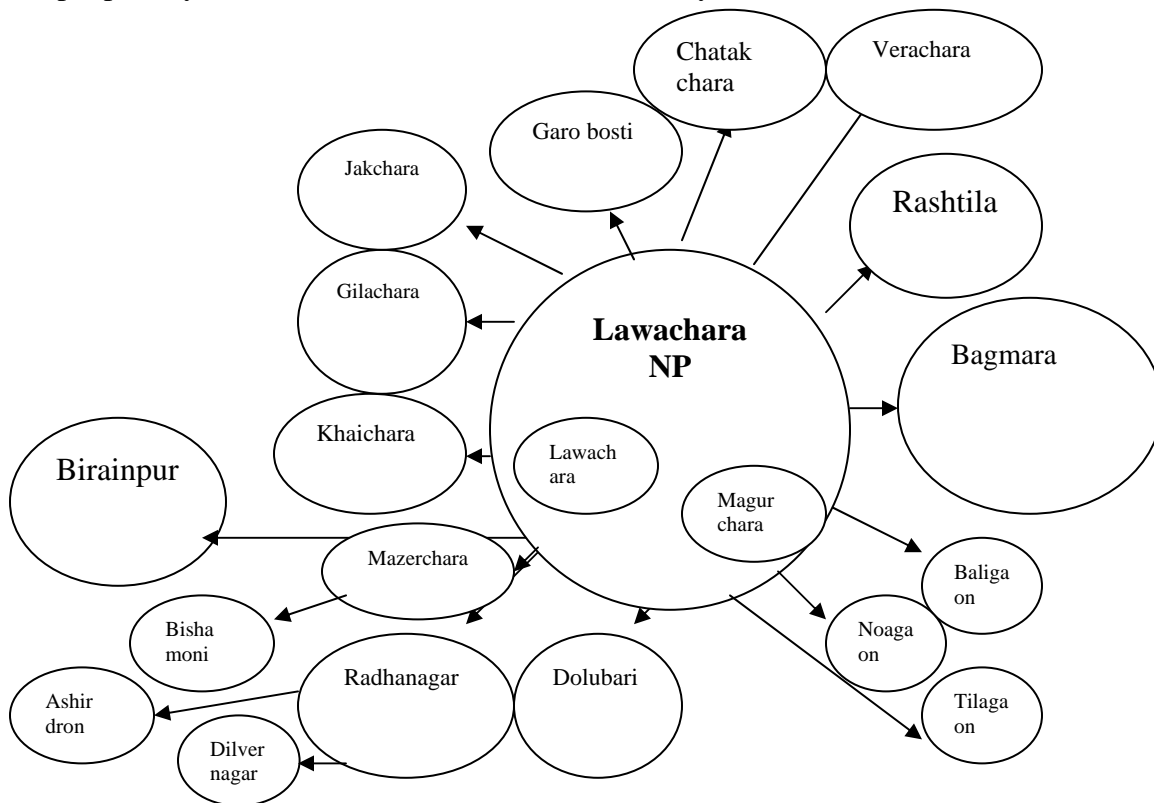 Chatak
chara
Verachara
Garo bosti
Jakchara
Rashtila
Gilachara
Lawachara
NP
Bagmara
Khaichara
Lawach
ara
Birainpur
Magur
chara
Mazerchara
Baliga
on
Bisha
moni
Noaga
on
Radhanagar
Dolubari
Ashir
dron
Tilaga
on
Dilver
nagar